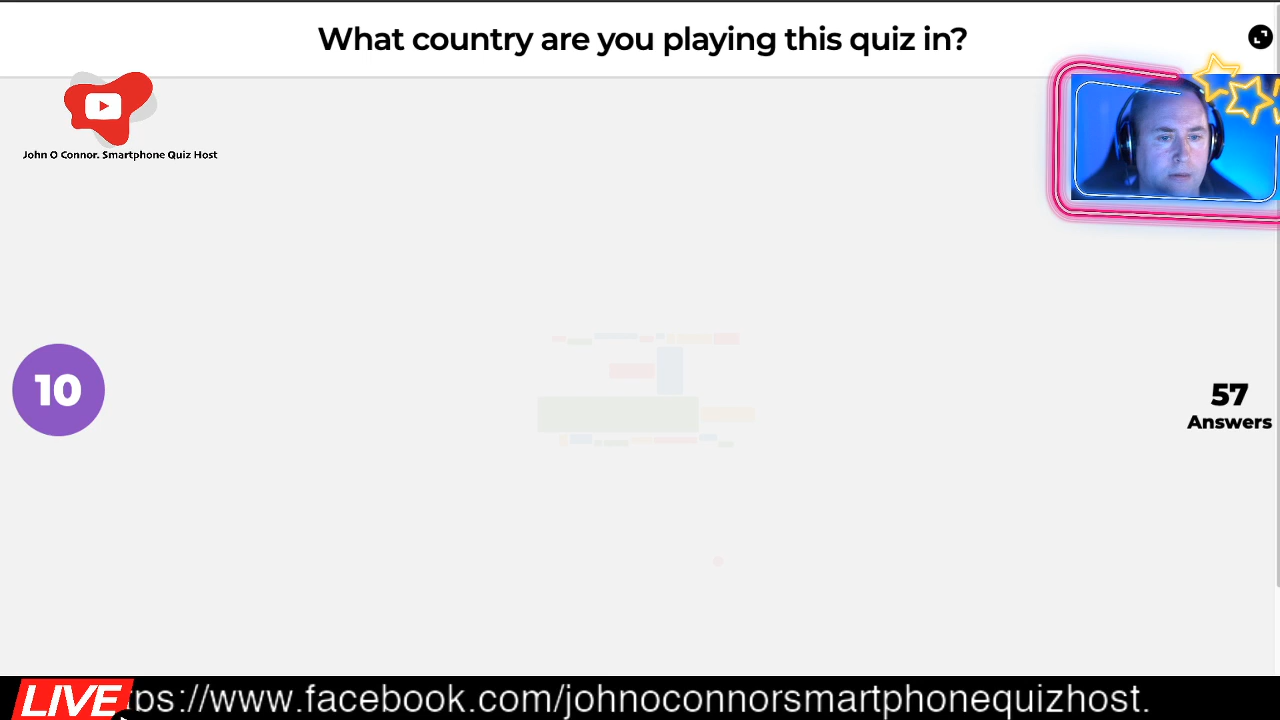 What country are you playing this quiz in?
John O Connor. Smartphone Quiz Host
10
57
Answers
LIVE
ps://www.facebook.com/johnoconnorsmartphonequizhost.